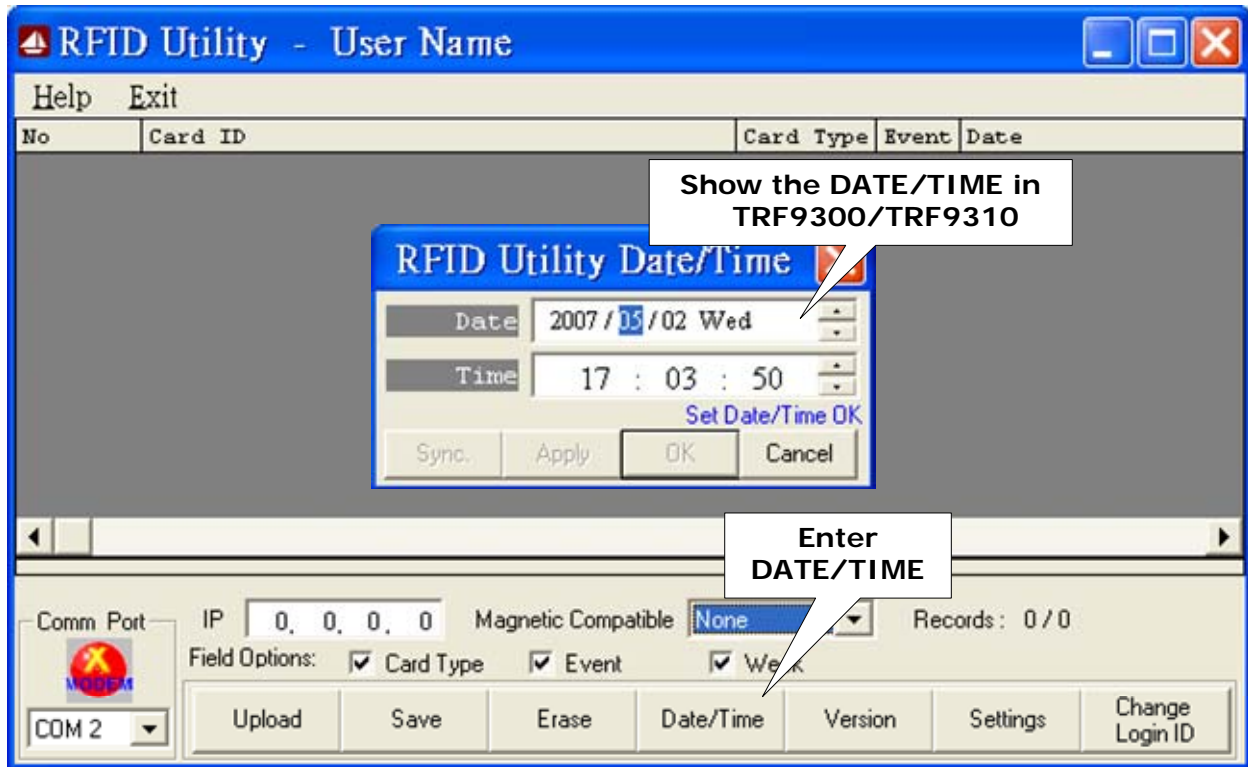 RFID Utility - User Name
Help Exit
No Card ID Card Type Event Date
Show the DATE/TIME in
TRF9300/TRF9310
RFID Utility Date/Time
Date 2007 / 05 / 02 Wed
Time 17 : 03 : 50
Set Date/Time OK
Sync. Apply OK Cancel
Enter
DATE/TIME
Comm Port IP 0. 0. 0. 0 Magnetic Compatible None Records : 0 / 0
X
MODEM
Field Options: Card Type Event
COM 2 Upload Save Erase Date/Time Version Settings Change
Login ID